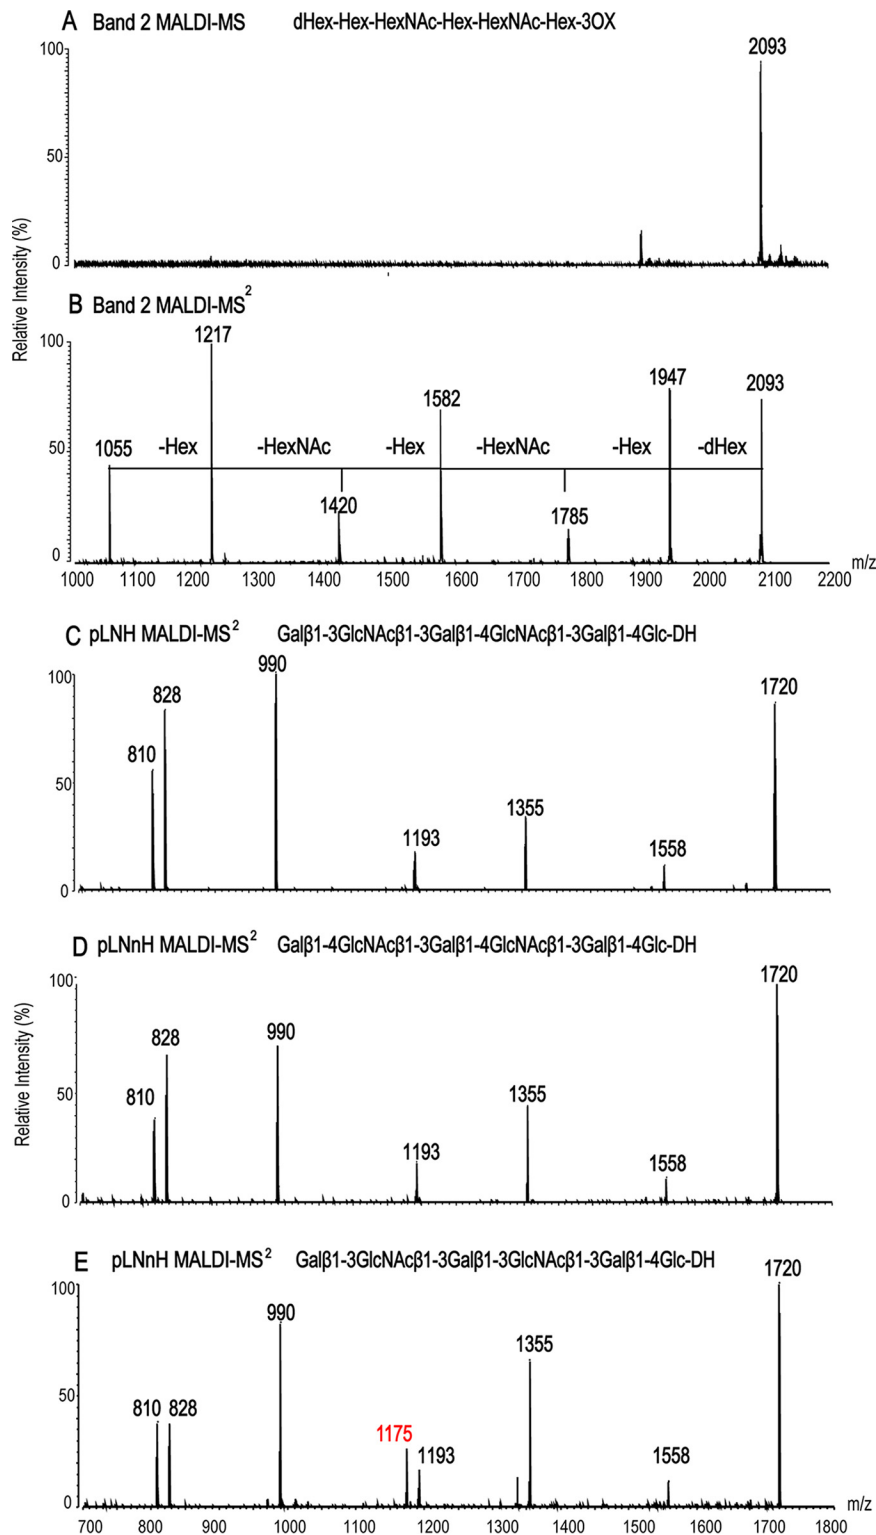 A Band 2 MALDI-MS dHex-Hex-HexNAc-Hex-HexNAc-Hex-3OX
100
2093
50
0
Relative Intensity (%)
B Band 2 MALDI-MS2
100
1217
1947
2093
1582
50
1055
-Hex
-HexNAc
-Hex
-HexNAc
-Hex
-dHex
1420
1785
0
1000 1100 1200 1300 1400 1500 1600 1700 1800 1900 2000 2100 2200 m/z
C pLNH MALDI-MS2 Galβ1-3GlcNAcβ1-3Galβ1-4GlcNAcβ1-3Galβ1-4Glc-DH
100
990
828
1720
810
50
1355
1193
1558
0
D pLNnH MALDI-MS2 Galβ1-4GlcNAcβ1-3Galβ1-4GlcNAcβ1-3Galβ1-4Glc-DH
100
1720
828
990
50
810
1355
1193
1558
0
Relative Intensity (%)
E pLNnH MALDI-MS2 Galβ1-3GlcNAcβ1-3Galβ1-3GlcNAcβ1-3Galβ1-4Glc-DH
100
1720
990
1355
50
810 828
1175
1193
1558
0
700 800 900 1000 1100 1200 1300 1400 1500 1600 1700 1800 m/z